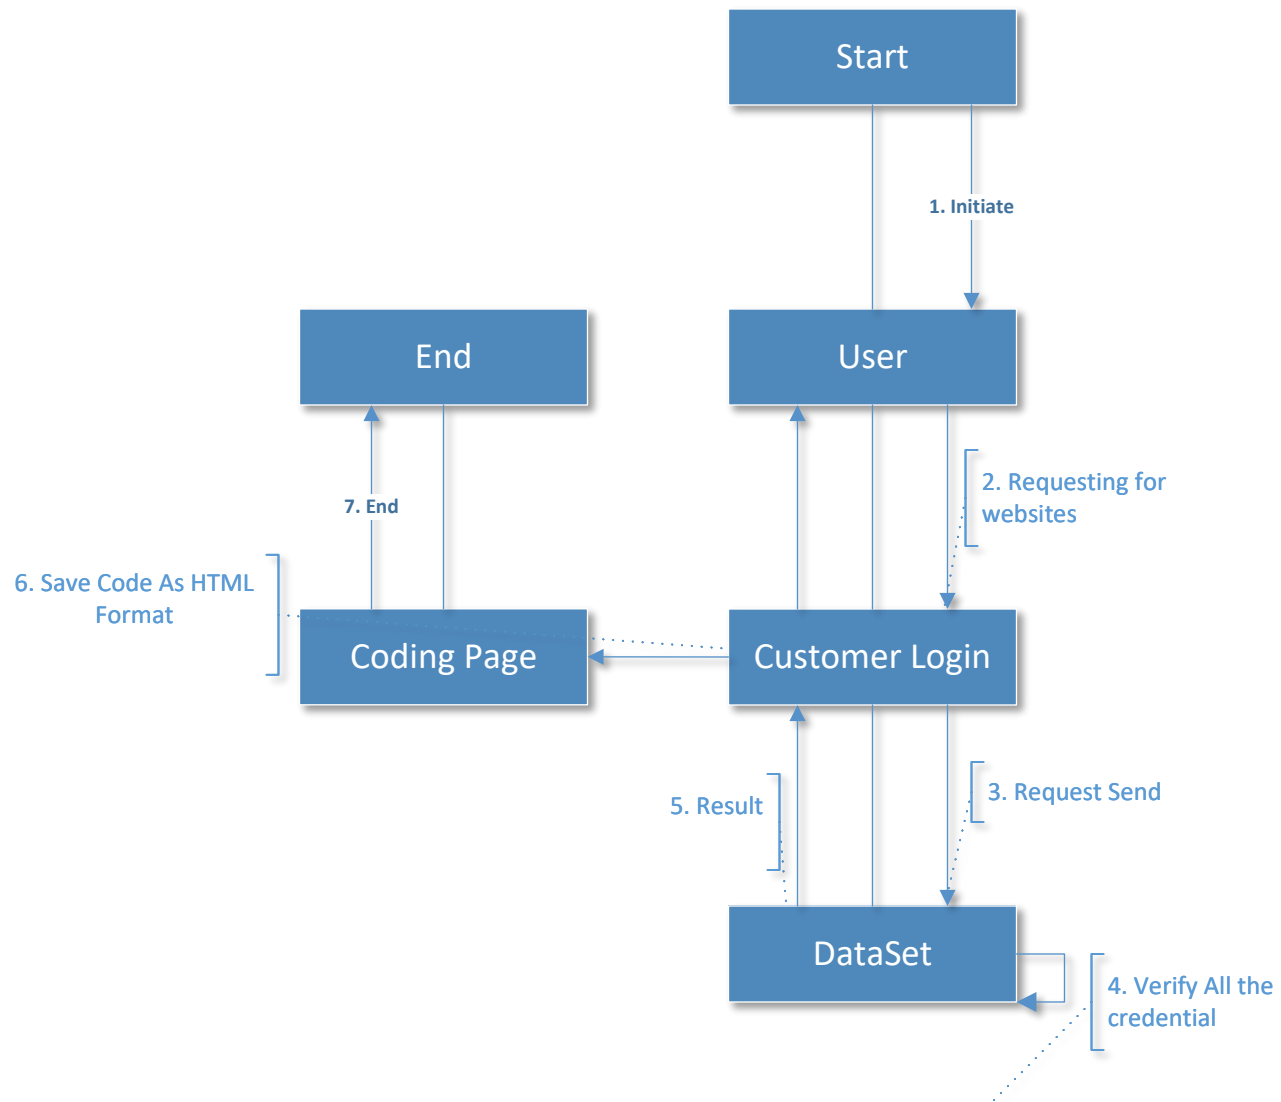 Start
1. Initiate
End
User
2. Requesting for
websites
7. End
6. Save Code As HTML
Format
Coding Page
Customer Login
5. Result
3. Request Send
DataSet
4. Verify All the
credential